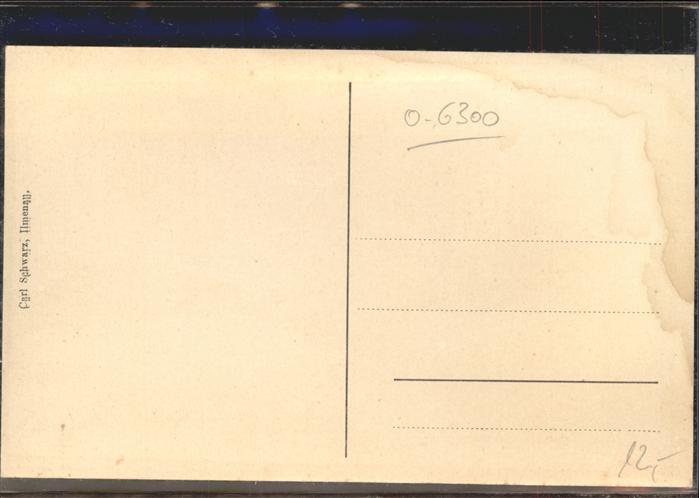 Carl Schwarz, Ilmenau.
O-6300
12,-